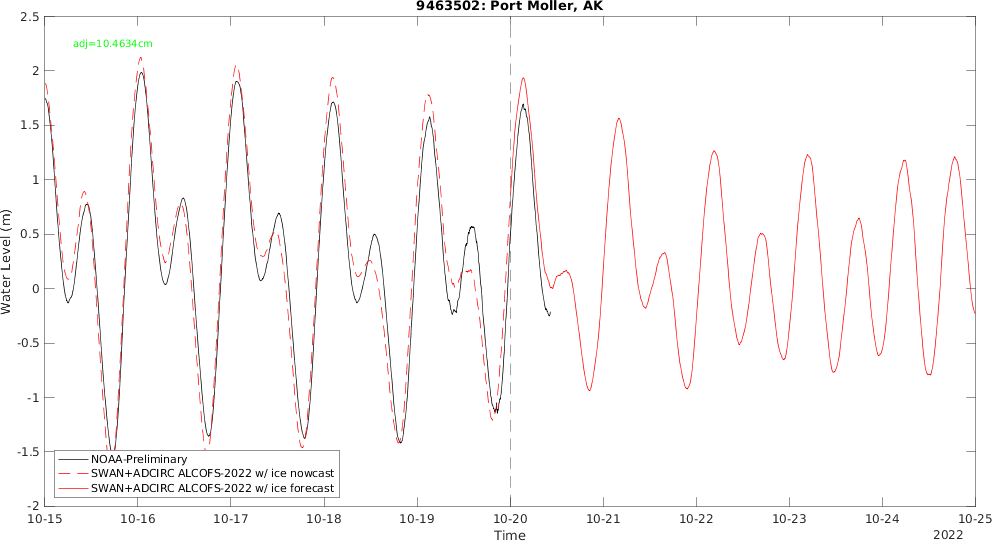 9463502: Port Moller, AK
adj=10.4634cm
Water Level (m)
2.5
2
1.5
1
0.5
0
-0.5
-1
-1.5
-2
NOAA-Preliminary
SWAN+ADCIRC ALCOFS-2022 w/ ice nowcast
SWAN+ADCIRC ALCOFS-2022 w/ ice forecast
10-15 10-16 10-17 10-18 10-19 10-20 10-21 10-22 10-23 10-24 10-25
Time
2022